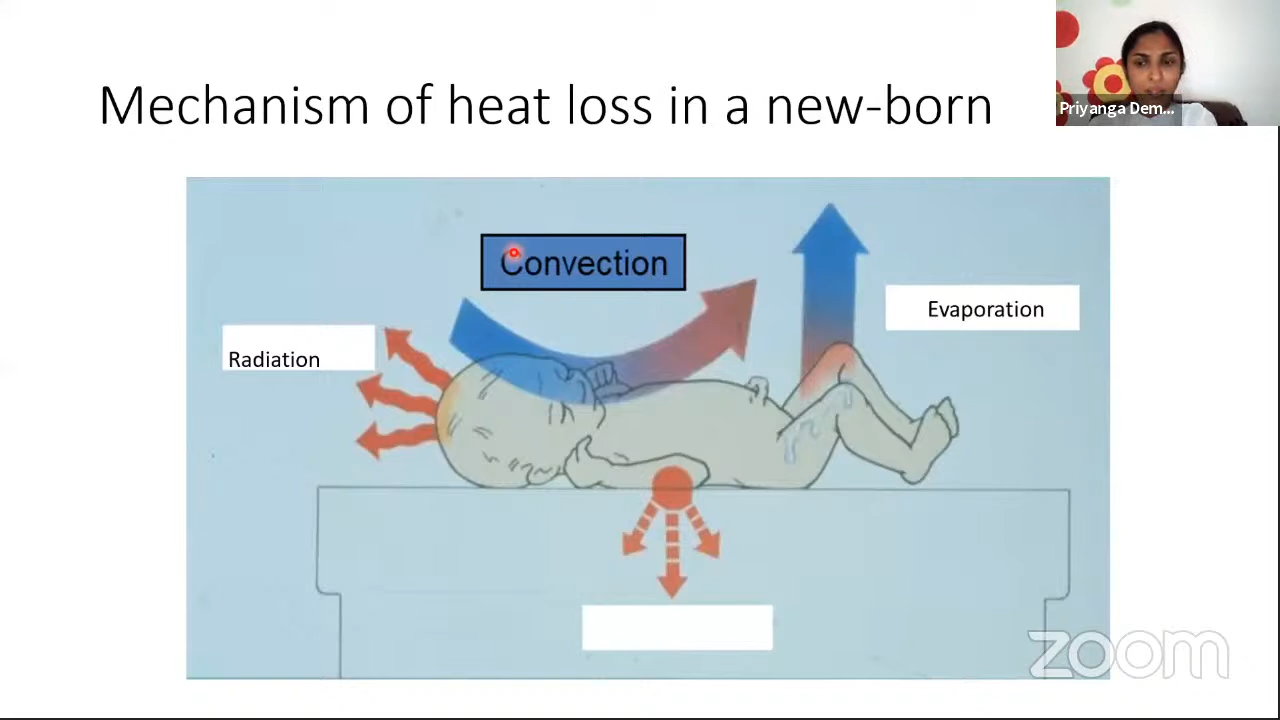 Mechanism of heat loss in a new-born
Priyanga Dem...
Convection
Evaporation
Radiation
zoom